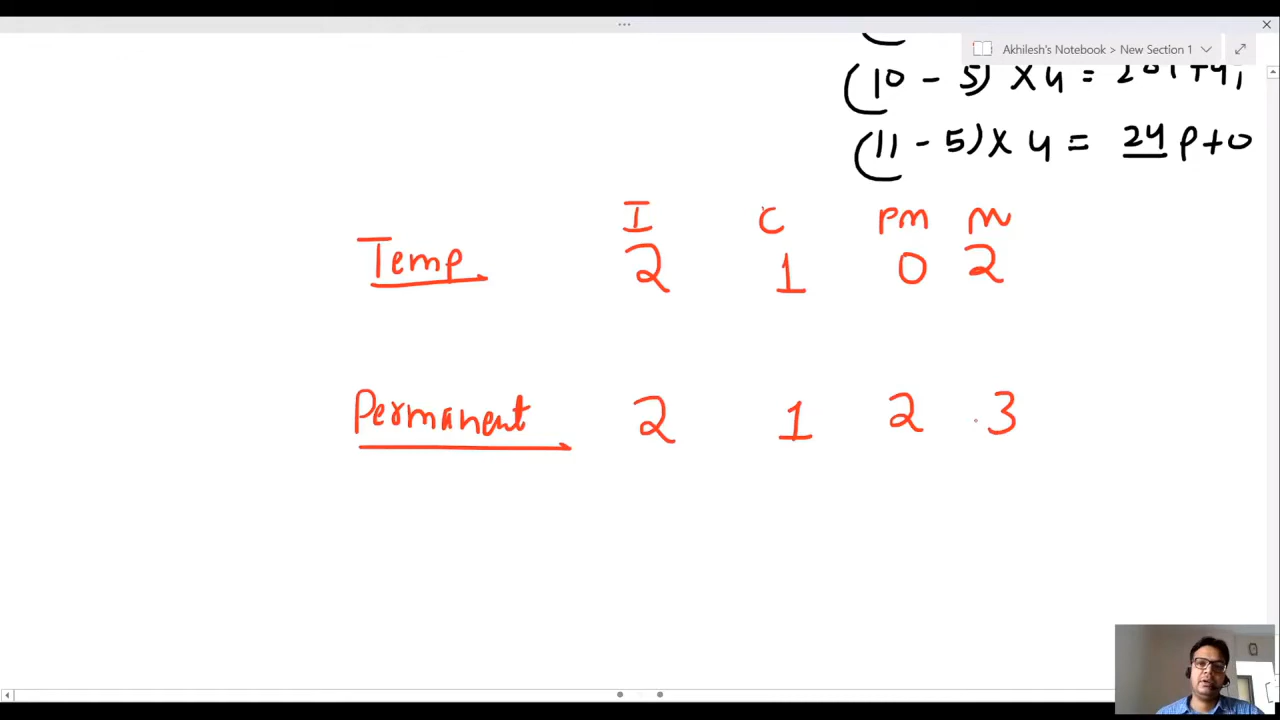 Akhilesh's Notebook > New Section 1
(10 - 5) X 4 =
(11 - 5) X 4 = 24 P + 0
I C PM M
Temp 2 1 0 2
Permanent 2 1 2 3